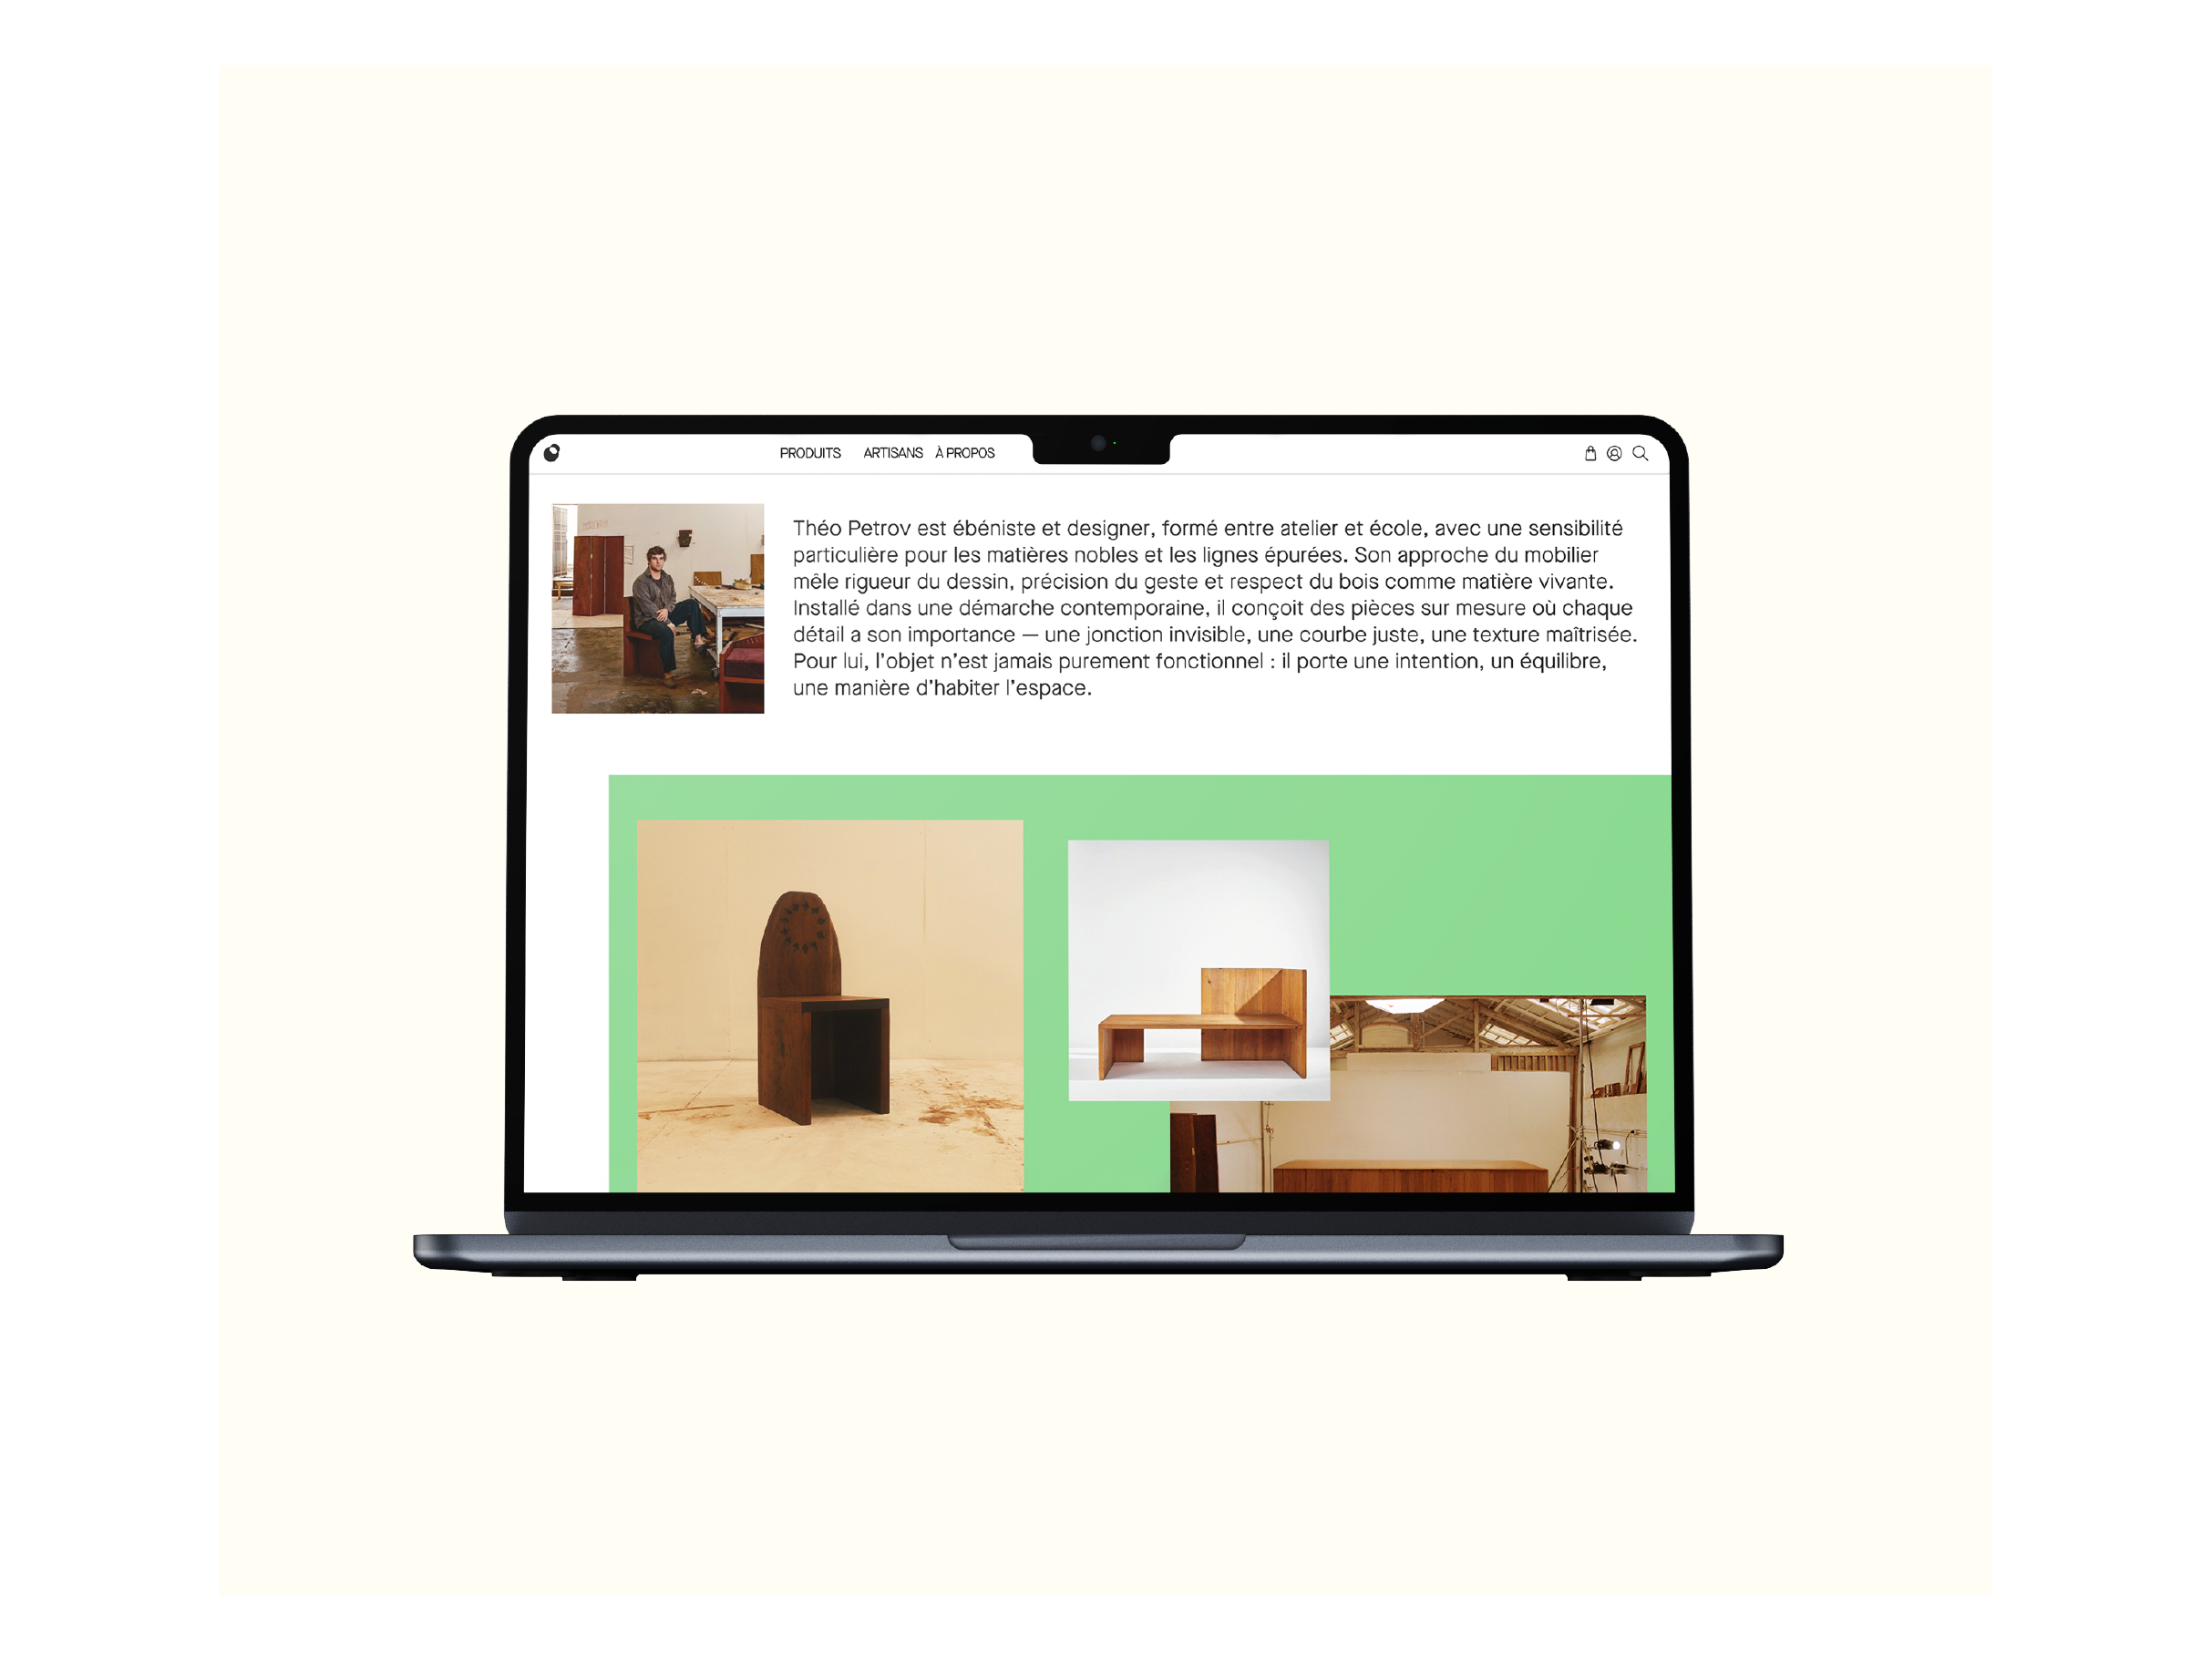 PRODUITS ARTISANS À PROPOS
Théo Petrov est ébéniste et designer, formé entre atelier et école, avec une sensibilité
particulière pour les matières nobles et les lignes épurées. Son approche du mobilier
mêle rigueur du dessin, précision du geste et respect du bois comme matière vivante.
Installé dans une démarche contemporaine, il conçoit des pièces sur mesure où chaque
détail a son importance — une jonction invisible, une courbe juste, une texture maîtrisée.
Pour lui, l’objet n’est jamais purement fonctionnel : il porte une intention, un équilibre,
une manière d’habiter l’espace.